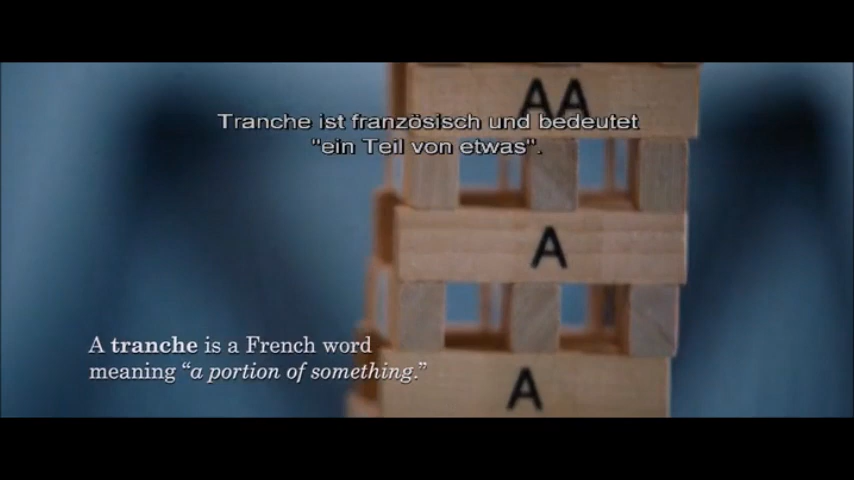 AA
Tranche ist französisch und bedeutet
"ein Teil von etwas".
A
A tranche is a French word
meaning “a portion of something.”
A